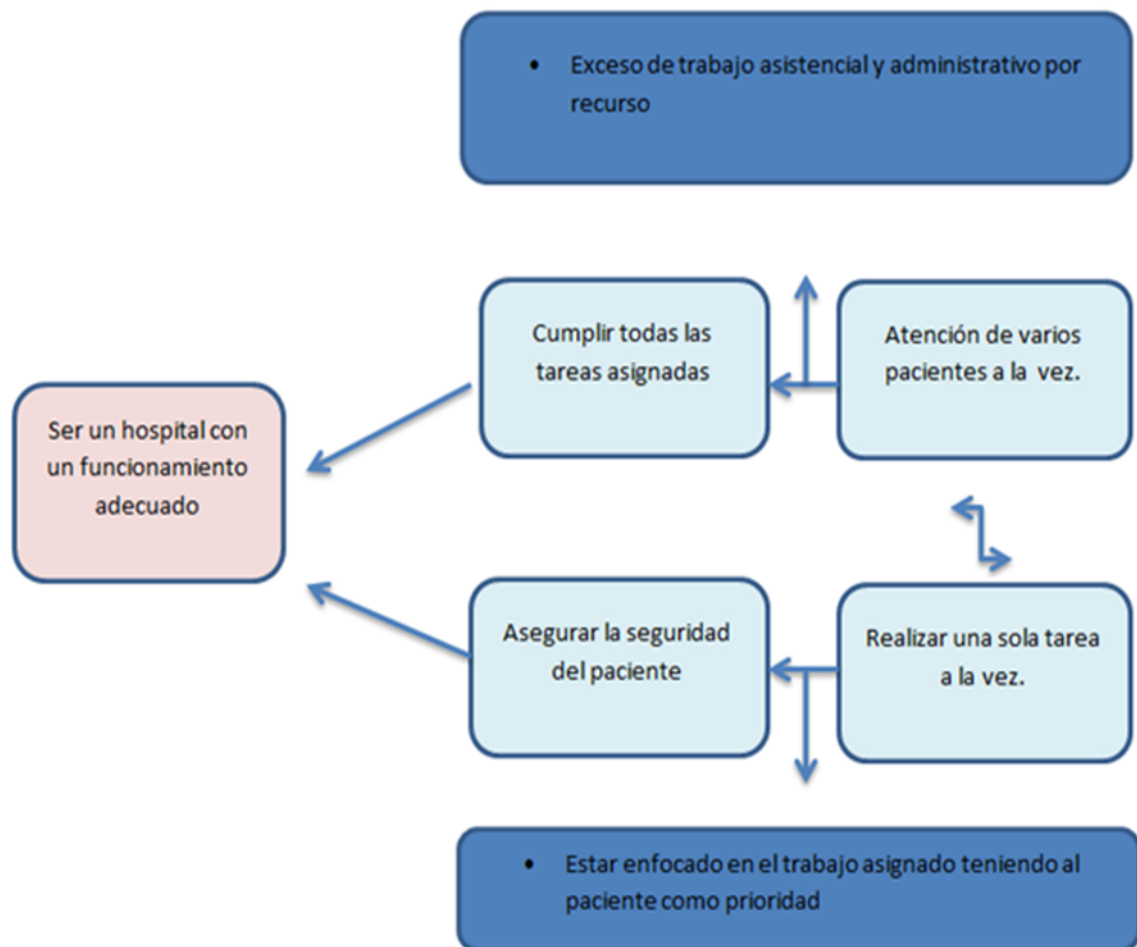 • Exceso de trabajo asistencial y administrativo por
recurso
Cumplir todas las
tareas asignadas
Atención de varios
pacientes a la vez.
Ser un hospital con
un funcionamiento
adecuado
Asegurar la seguridad
del paciente
Realizar una sola tarea
a la vez.
• Estar enfocado en el trabajo asignado teniendo al
paciente como prioridad